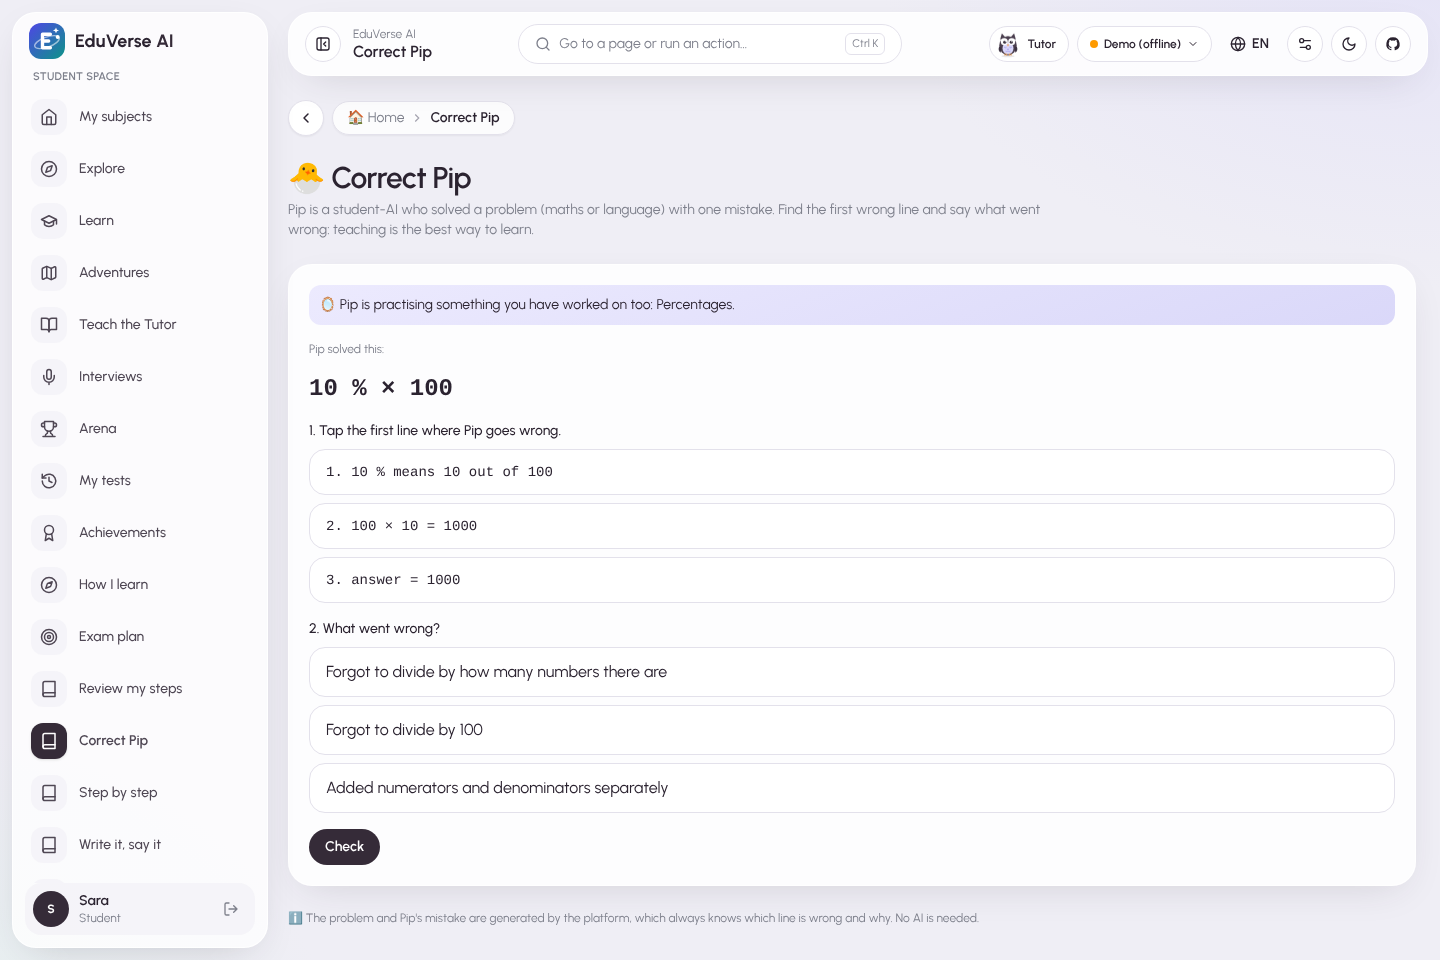 EduVerse AI
STUDENT SPACE
My subjects
Explore
Learn
Adventures
Teach the Tutor
Interviews
Arena
My tests
Achievements
How I learn
Exam plan
Review my steps
Correct Pip
Step by step
Write it, say it
S
Sara
Student
EduVerse AI
Correct Pip
Go to a page or run an action...
Ctrl K
Tutor
Demo (offline)
EN
Home
Correct Pip
Correct Pip
Pip is a student-AI who solved a problem (maths or language) with one mistake. Find the first wrong line and say what went
wrong: teaching is the best way to learn.
Pip is practising something you have worked on too: Percentages.
Pip solved this:
10 % × 100
1. Tap the first line where Pip goes wrong.
1. 10 % means 10 out of 100
2. 100 × 10 = 1000
3. answer = 1000
2. What went wrong?
Forgot to divide by how many numbers there are
Forgot to divide by 100
Added numerators and denominators separately
Check
The problem and Pip's mistake are generated by the platform, which always knows which line is wrong and why. No AI is needed.